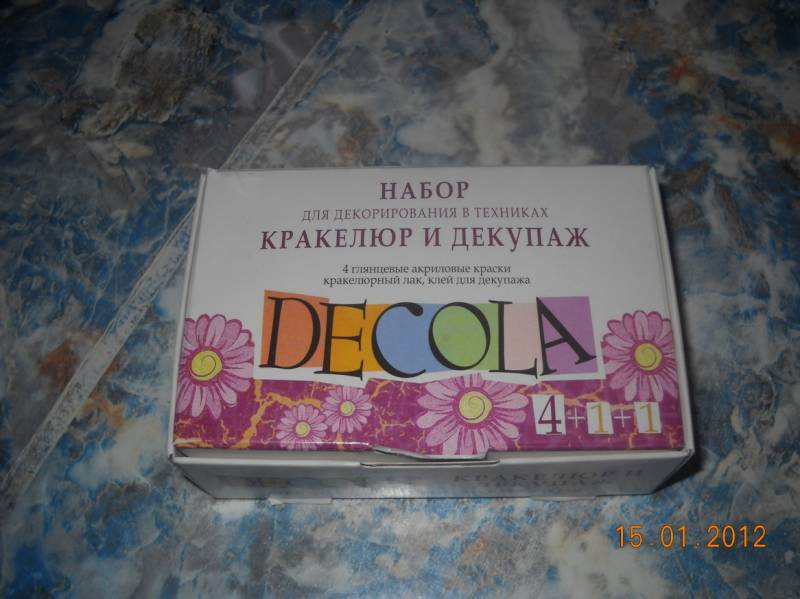 НАБОР
ДЛЯ ДЕКОРИРОВАНИЯ В ТЕХНИКАХ
КРАКЕЛЮР И ДЕКУПАЖ
4 глянцевые акриловые краски
кракелюрный лак, клей для декупажа
DECOLA
4+1+1
КРАКЕЛЮР И
15.01.2012